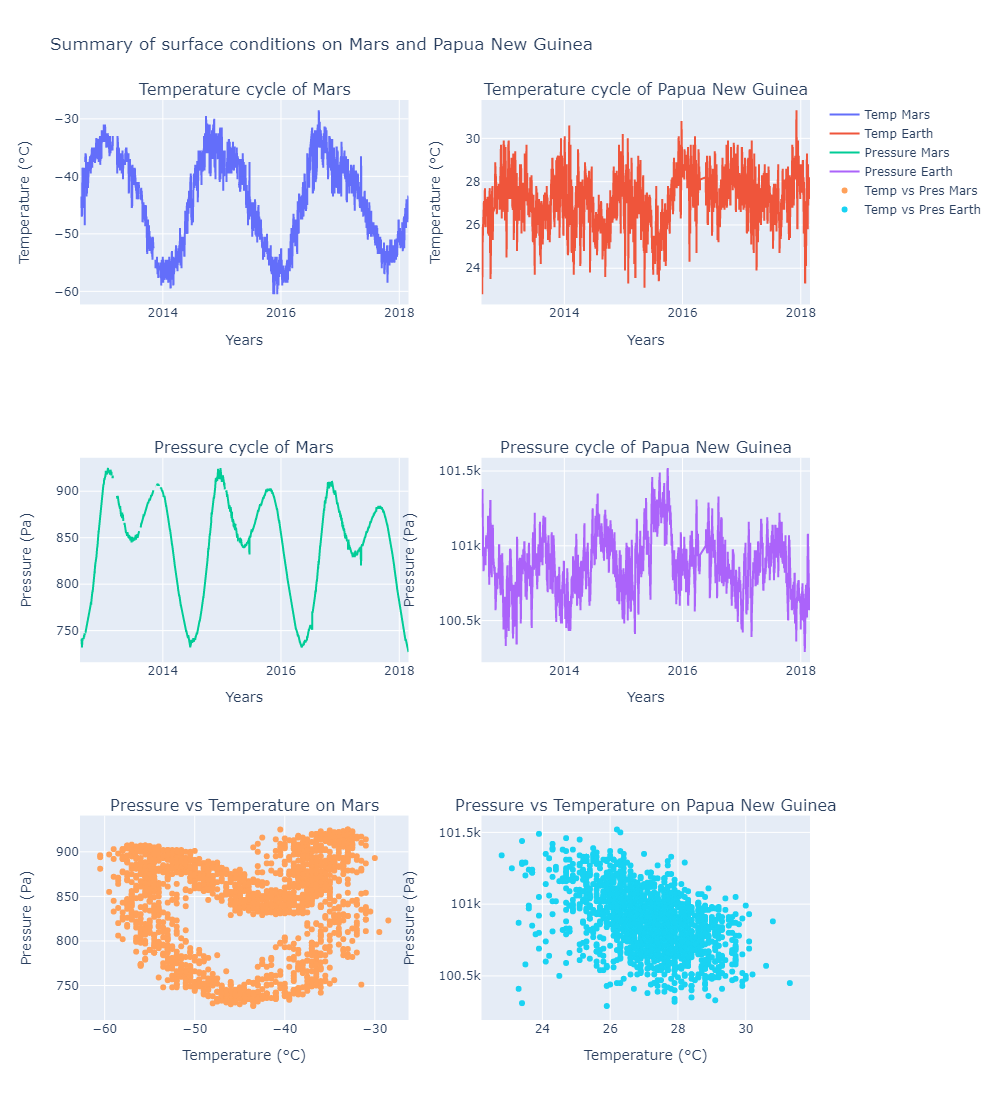 Summary of surface conditions on Mars and Papua New Guinea
Temperature cycle of Mars
Temperature (°C)
−30
−40
−50
−60
2014
2016
2018
Years
Temperature cycle of Papua New Guinea
Temperature (°C)
30
28
26
24
2014
2016
2018
Years
Temp Mars
Temp Earth
Pressure Mars
Pressure Earth
Temp vs Pres Mars
Temp vs Pres Earth
Pressure cycle of Mars
Pressure (Pa)
900
850
800
750
2014
2016
2018
Years
Pressure cycle of Papua New Guinea
Pressure (Pa)
101.5k
101k
100.5k
2014
2016
2018
Years
Pressure vs Temperature on Mars
Pressure (Pa)
900
850
800
750
−60
−50
−40
−30
Temperature (°C)
Pressure vs Temperature on Papua New Guinea
Pressure (Pa)
101.5k
101k
100.5k
24
26
28
30
Temperature (°C)